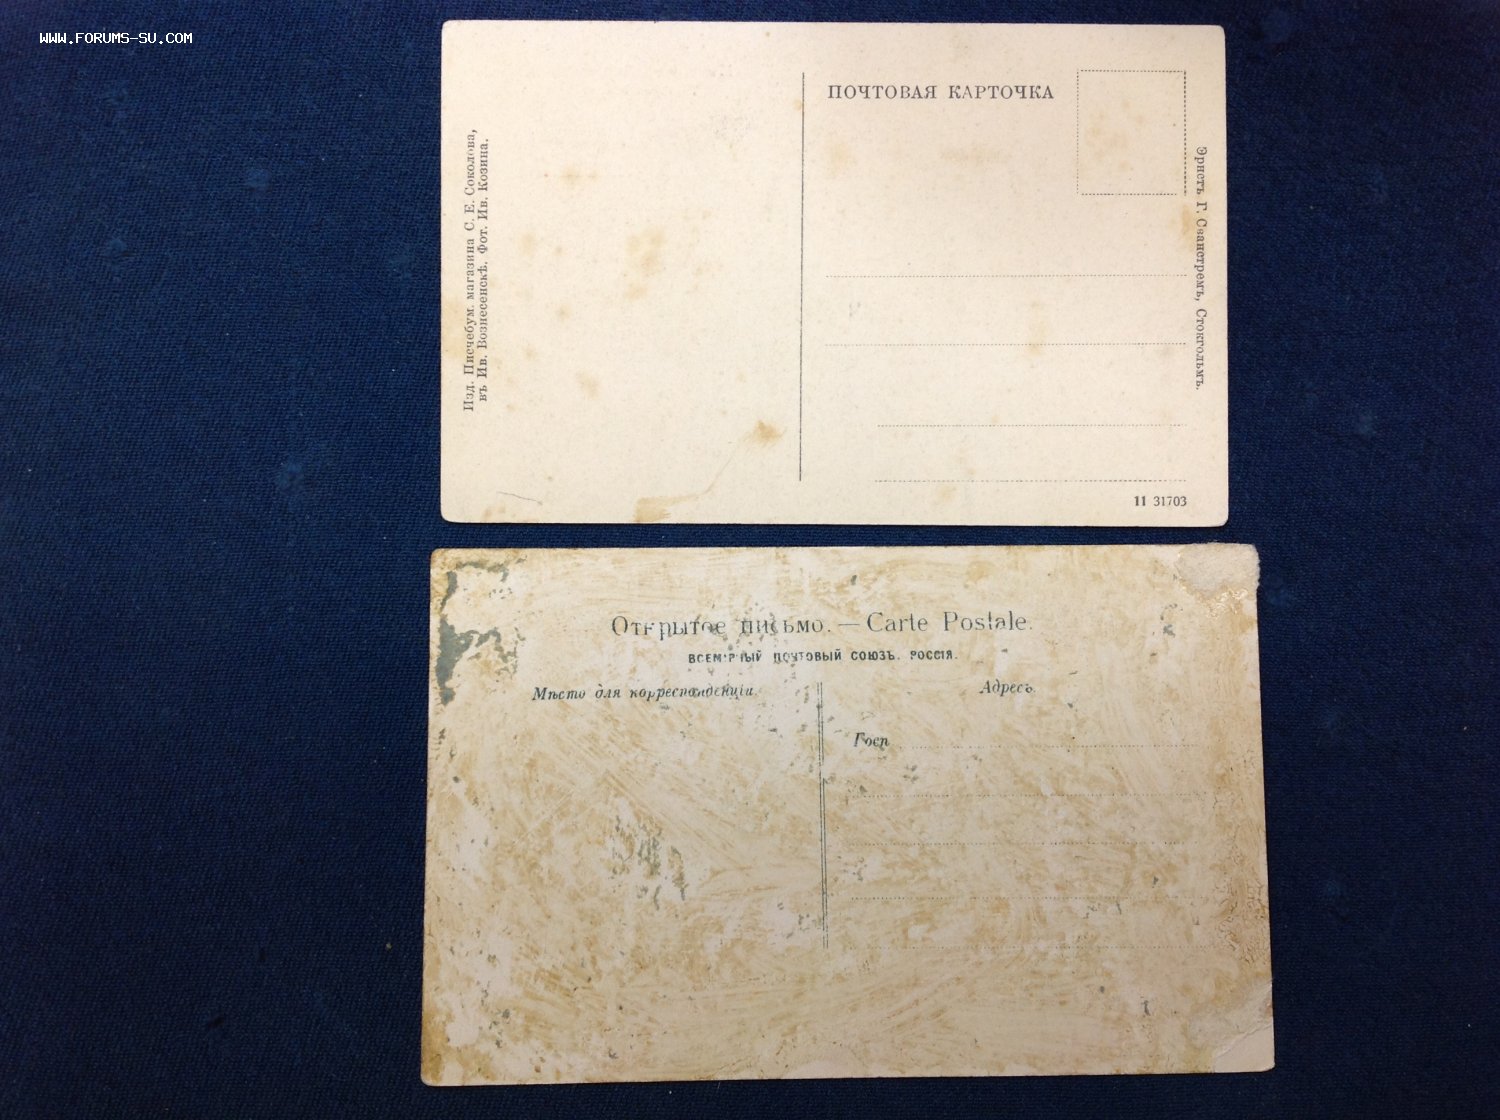 WWW.FORUMS-SU.COM
Изд. Писчебум. магазина С. Е. Соколова,
въ Ив. Вознесенскѣ. Фот. Ив. Козина.
ПОЧТОВАЯ КАРТОЧКА
Эрнстъ Г. Сванстремъ, Стокгольмъ.
11 31703
Открытое письмо. — Carte Postale.
ВСЕМІРНЫЙ ПОЧТОВЫЙ СОЮЗЪ. РОССІЯ.
Мѣсто для корреспонденціи.
Адресъ.
Госп